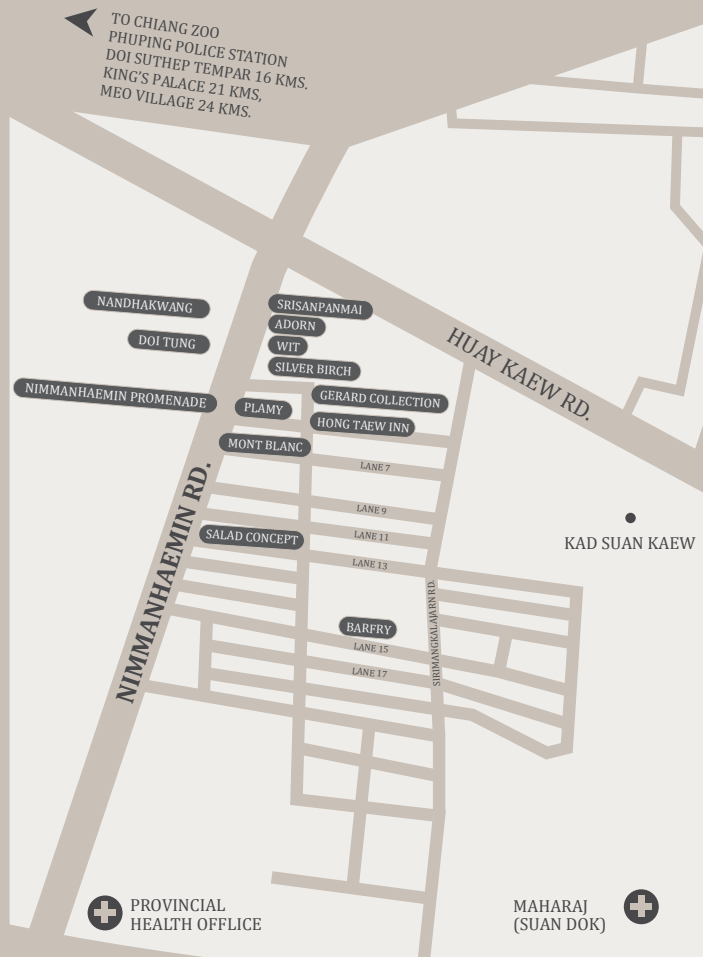 TO CHIANG ZOO
PHUPING POLICE STATION
DOI SUTHEP TEMPAR 16 KMS.
KING'S PALACE 21 KMS,
MEO VILLAGE 24 KMS.
NANDHAKWANG
SRISANPANMAI
ADORN
DOI TUNG
WIT
SILVER BIRCH
HUAY KAEW RD.
NIMMANHAEMIN PROMENADE
GERARD COLLECTION
PLAMY
HONG TAEW INN
MONT BLANC
LANE 7
NIMMANHAEMIN RD.
LANE 9
LANE 11
SALAD CONCEPT
KAD SUAN KAEW
LANE 13
SIRIMANGKALAJARN RD.
BARFRY
LANE 15
LANE 17
PROVINCIAL
HEALTH OFFLICE
MAHARAJ
(SUAN DOK)